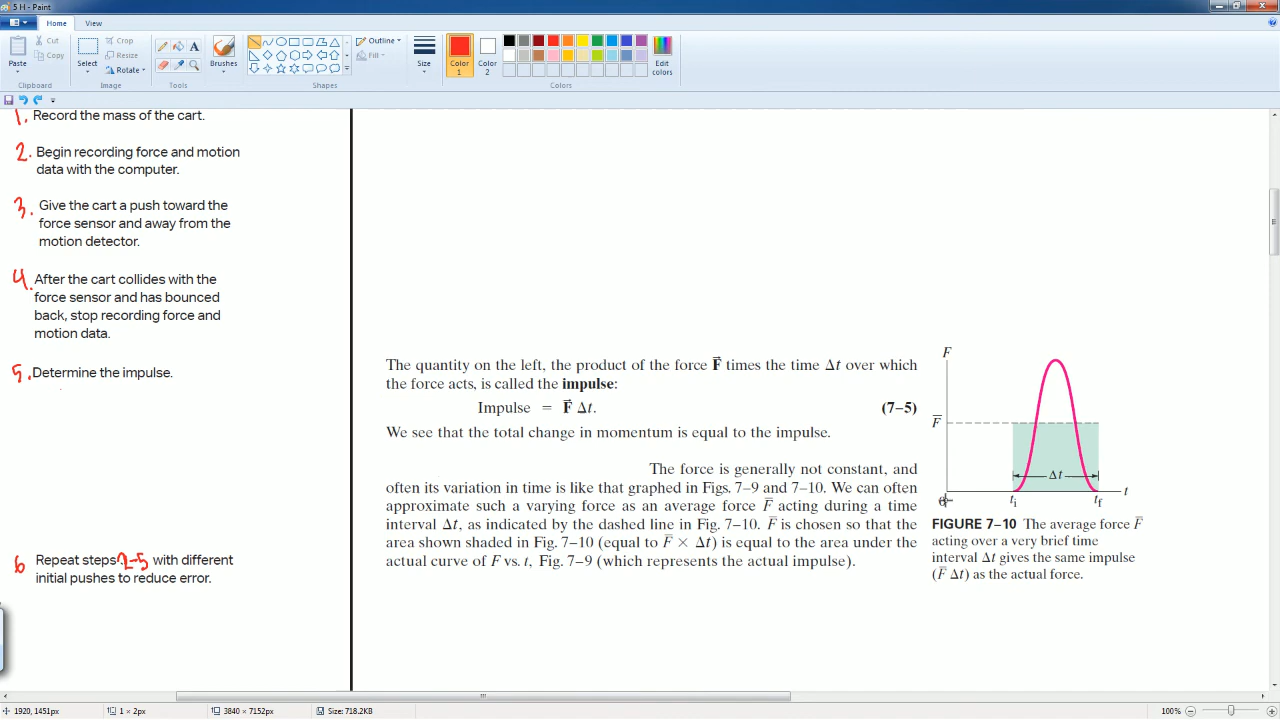 5 H - Paint
Home
View
Paste
Cut
Copy
Clipboard
Select
Crop
Resize
Rotate
Image
A
Tools
Brushes
Outline
Fill
Shapes
Size
Color
1
Color
2
Edit
colors
Colors
1. Record the mass of the cart.
2. Begin recording force and motion
data with the computer.
3. Give the cart a push toward the
force sensor and away from the
motion detector.
4. After the cart collides with the
force sensor and has bounced
back, stop recording force and
motion data.
5. Determine the impulse.
6 Repeat steps 2-5 with different
initial pushes to reduce error.
The quantity on the left, the product of the force F⃗ times the time Δt over which
the force acts, is called the impulse:
Impulse = F⃗ Δt. (7–5)
We see that the total change in momentum is equal to the impulse.
The force is generally not constant, and
often its variation in time is like that graphed in Figs. 7–9 and 7–10. We can often
approximate such a varying force as an average force F̅ acting during a time
interval Δt, as indicated by the dashed line in Fig. 7–10. F̅ is chosen so that the
area shown shaded in Fig. 7–10 (equal to F̅ × Δt) is equal to the area under the
actual curve of F vs. t, Fig. 7–9 (which represents the actual impulse).
F
F̅
Δt
0
tᵢ
t_f
t
FIGURE 7–10 The average force F̅
acting over a very brief time
interval Δt gives the same impulse
(F̅ Δt) as the actual force.
1920, 1451px
1 × 2px
3840 × 7152px
Size: 718.2KB
100%